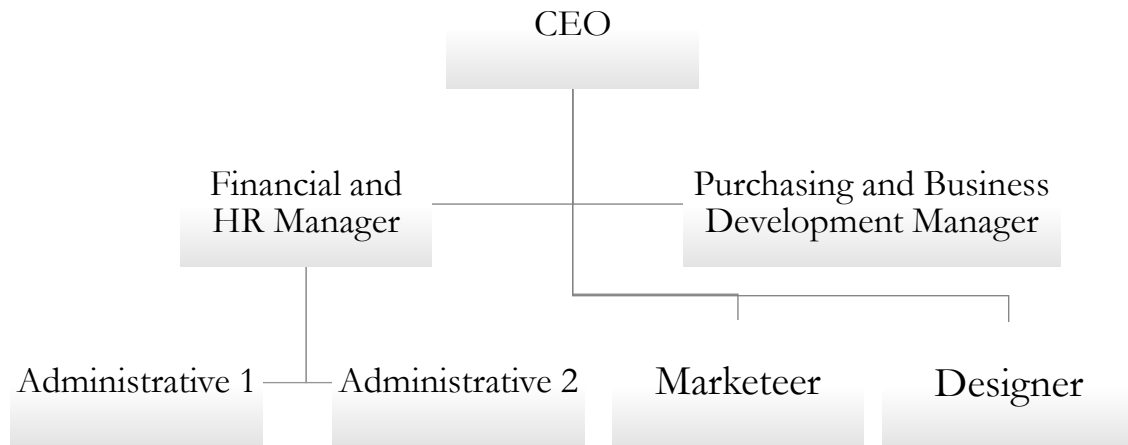 CEO
Financial and
HR Manager
Purchasing and Business
Development Manager
Administrative 1
Administrative 2
Marketeer
Designer